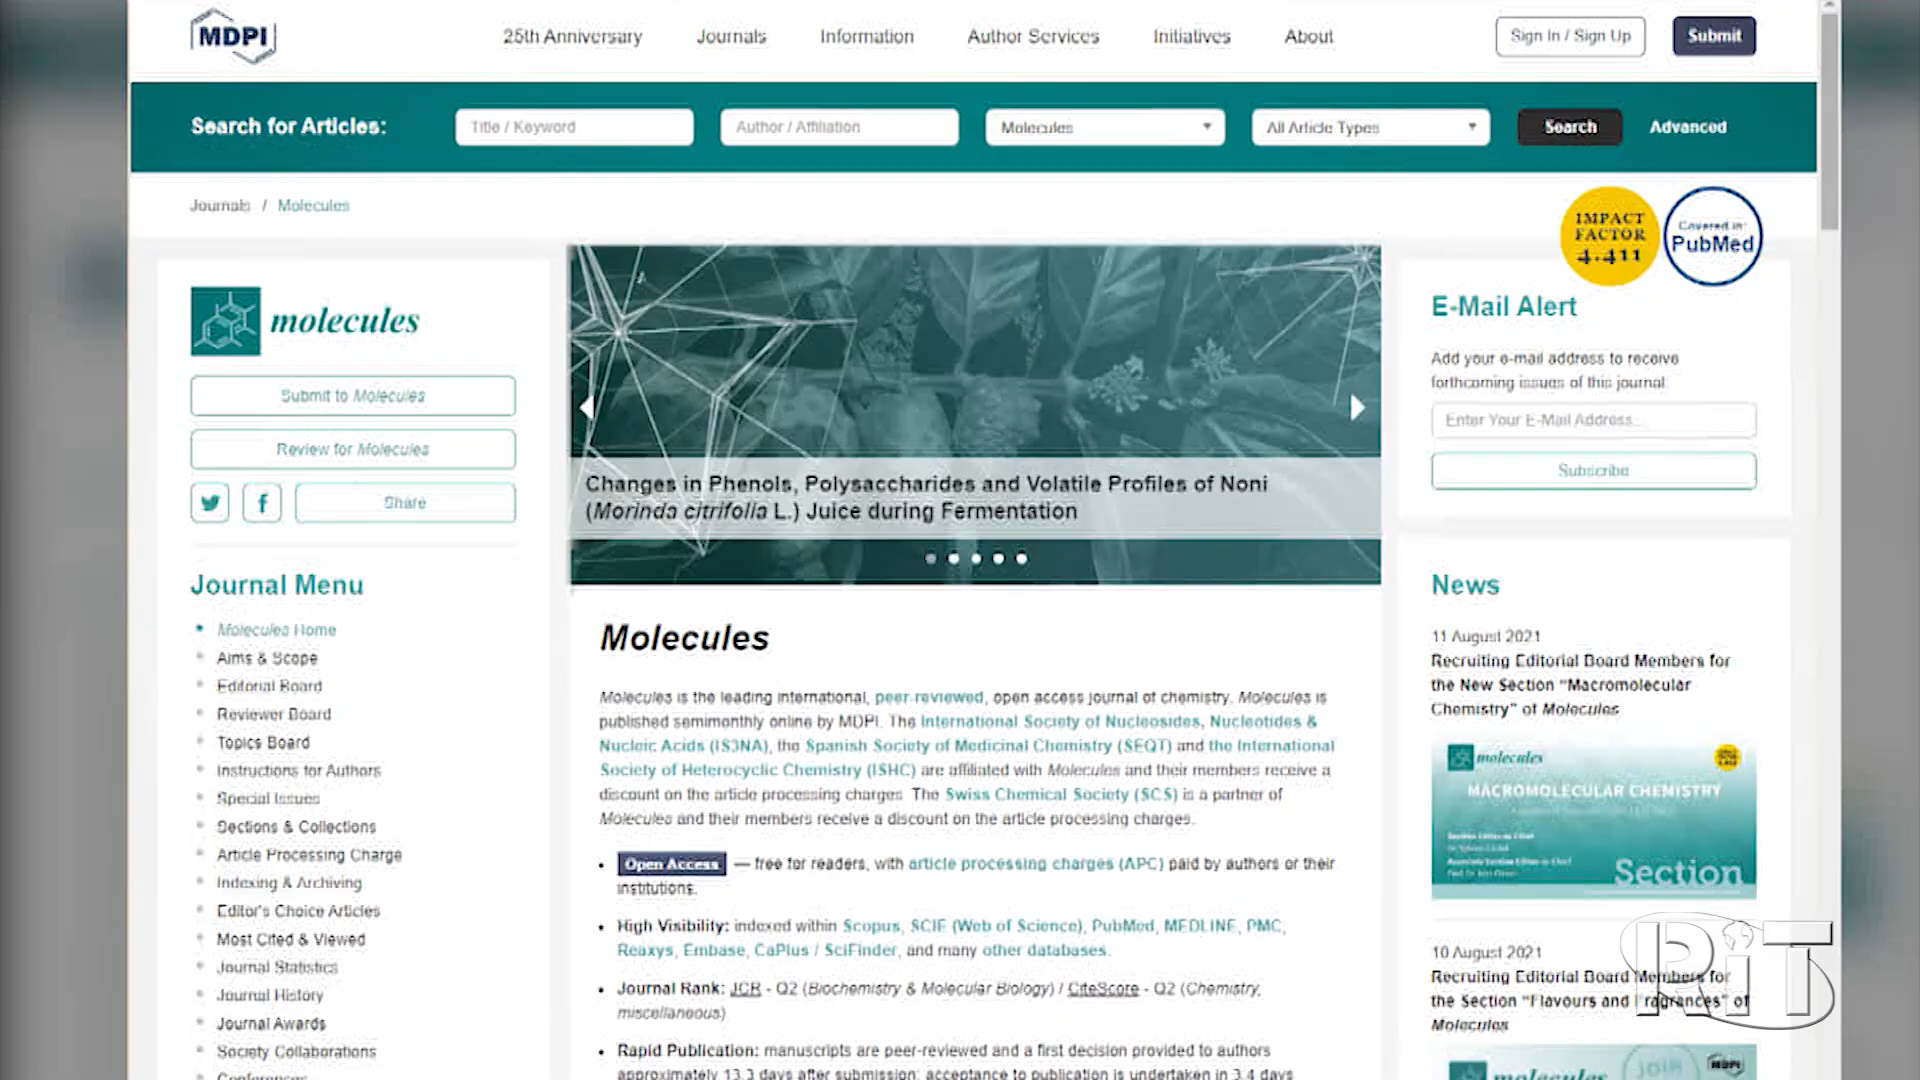 MDPI
25th Anniversary
Journals
Information
Author Services
Initiatives
About
Sign In / Sign Up
Submit
Search for Articles:
Title / Keyword
Author / Affiliation
Molecules
All Article Types
Search
Advanced
Journals / Molecules
IMPACT
FACTOR
4.411
Covered in:
PubMed
molecules
Submit to Molecules
Review for Molecules
Share
Journal Menu
Molecules Home
Aims & Scope
Editorial Board
Reviewer Board
Topics Board
Instructions for Authors
Special Issues
Sections & Collections
Article Processing Charge
Indexing & Archiving
Editor's Choice Articles
Most Cited & Viewed
Journal Statistics
Journal History
Journal Awards
Society Collaborations
Conferences
Changes in Phenols, Polysaccharides and Volatile Profiles of Noni
(Morinda citrifolia L.) Juice during Fermentation
Molecules
Molecules is the leading international, peer-reviewed, open access journal of chemistry. Molecules is
published semimonthly online by MDPI. The International Society of Nucleosides, Nucleotides &
Nucleic Acids (IS3NA), the Spanish Society of Medicinal Chemistry (SEQT) and the International
Society of Heterocyclic Chemistry (ISHC) are affiliated with Molecules and their members receive a
discount on the article processing charges. The Swiss Chemical Society (SCS) is a partner of
Molecules and their members receive a discount on the article processing charges.
Open Access — free for readers, with article processing charges (APC) paid by authors or their
institutions.
High Visibility: indexed within Scopus, SCIE (Web of Science), PubMed, MEDLINE, PMC,
Reaxys, Embase, CaPlus / SciFinder, and many other databases.
Journal Rank: JCR - Q2 (Biochemistry & Molecular Biology) / CiteScore - Q2 (Chemistry,
miscellaneous)
Rapid Publication: manuscripts are peer-reviewed and a first decision provided to authors
approximately 13.3 days after submission; acceptance to publication is undertaken in 3.4 days
E-Mail Alert
Add your e-mail address to receive
forthcoming issues of this journal:
Enter Your E-Mail Address...
Subscribe
News
11 August 2021
Recruiting Editorial Board Members for
the New Section “Macromolecular
Chemistry” of Molecules
molecules
MACROMOLECULAR CHEMISTRY
Section
10 August 2021
Recruiting Editorial Board Members for
the Section “Flavours and Fragrances” of
Molecules
molecules
JOIN
MDPI
RiT